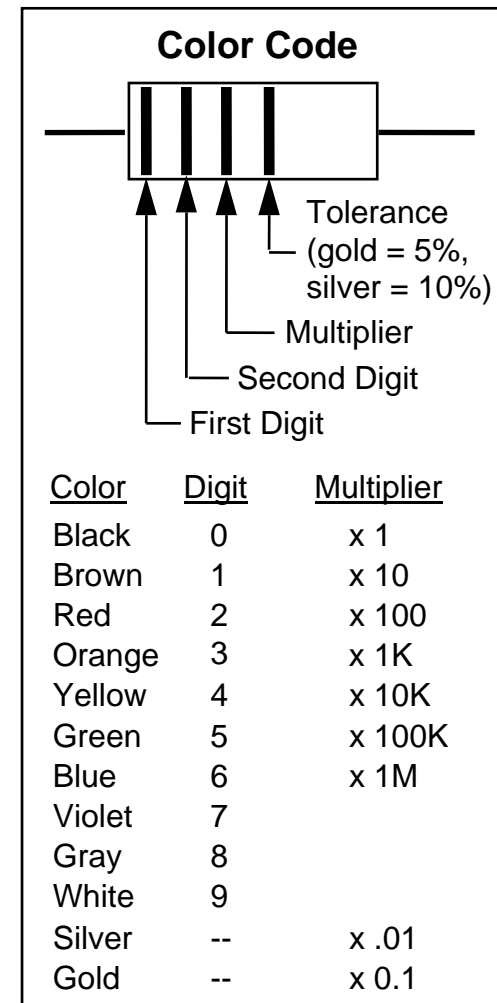 Color Code
Tolerance
(gold = 5%,
silver = 10%)
Multiplier
Second Digit
First Digit
Color Digit Multiplier
Black 0 x 1
Brown 1 x 10
Red 2 x 100
Orange 3 x 1K
Yellow 4 x 10K
Green 5 x 100K
Blue 6 x 1M
Violet 7
Gray 8
White 9
Silver -- x .01
Gold -- x 0.1